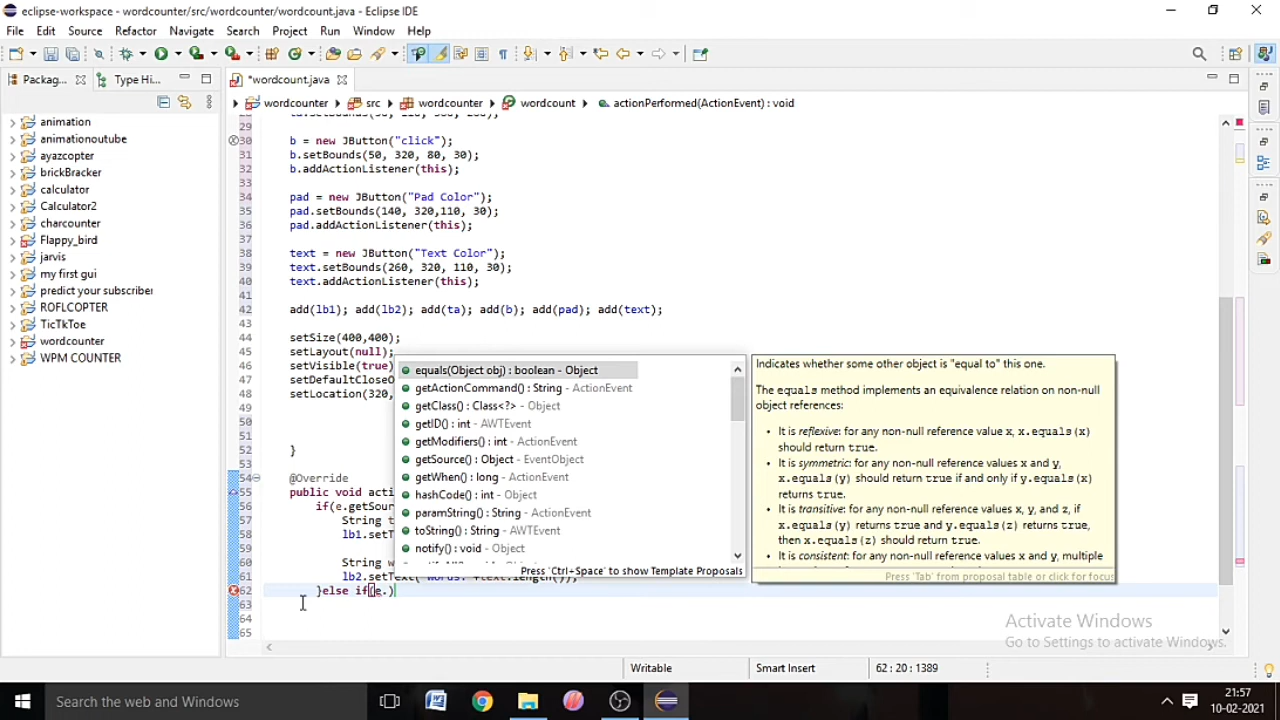 eclipse-workspace - wordcounter/src/wordcounter/wordcount.java - Eclipse IDE
File Edit Source Refactor Navigate Search Project Run Window Help
Packag... Type Hi... *wordcount.java
wordcounter src wordcounter wordcount actionPerformed(ActionEvent) : void
animation
animationoutube
ayazcopter
brickBracker
calculator
Calculator2
charcounter
Flappy_bird
jarvis
my first gui
predict your subscriber
ROFLCOPTER
TicTkToe
wordcounter
WPM COUNTER
29
30 b = new JButton("click");
31 b.setBounds(50, 320, 80, 30);
32 b.addActionListener(this);
33
34 pad = new JButton("Pad Color");
35 pad.setBounds(140, 320,110, 30);
36 pad.addActionListener(this);
37
38 text = new JButton("Text Color");
39 text.setBounds(260, 320, 110, 30);
40 text.addActionListener(this);
41
42 add(lb1); add(lb2); add(ta); add(b); add(pad); add(text);
43
44 setSize(400,400);
45 setLayout(null);
46 setVisible(true)
47 setDefaultCloseO
48 setLocation(320,
49
50
51
52 }
53
54 @Override
55 public void acti
56 if(e.getSour
57 String t
58 lb1.setT
59
60 String w
61 lb2.setText("Words: "+text.length());
62 }else if(e.)
63
64
65
equals(Object obj) : boolean - Object
getActionCommand() : String - ActionEvent
getClass() : Class<?> - Object
getID() : int - AWTEvent
getModifiers() : int - ActionEvent
getSource() : Object - EventObject
getWhen() : long - ActionEvent
hashCode() : int - Object
paramString() : String - ActionEvent
toString() : String - AWTEvent
notify() : void - Object
Press 'Ctrl+Space' to show Template Proposals
Indicates whether some other object is "equal to" this one.
The equals method implements an equivalence relation on non-null
object references:
• It is reflexive: for any non-null reference value x, x.equals(x)
should return true.
• It is symmetric: for any non-null reference values x and y,
x.equals(y) should return true if and only if y.equals(x)
returns true.
• It is transitive: for any non-null reference values x, y, and z, if
x.equals(y) returns true and y.equals(z) returns true,
then x.equals(z) should return true.
• It is consistent: for any non-null reference values x and y, multiple
Press 'Tab' from proposal table or click for focus
Activate Windows
Go to Settings to activate Windows.
Writable Smart Insert 62 : 20 : 1389
Search the web and Windows
21:57
10-02-2021